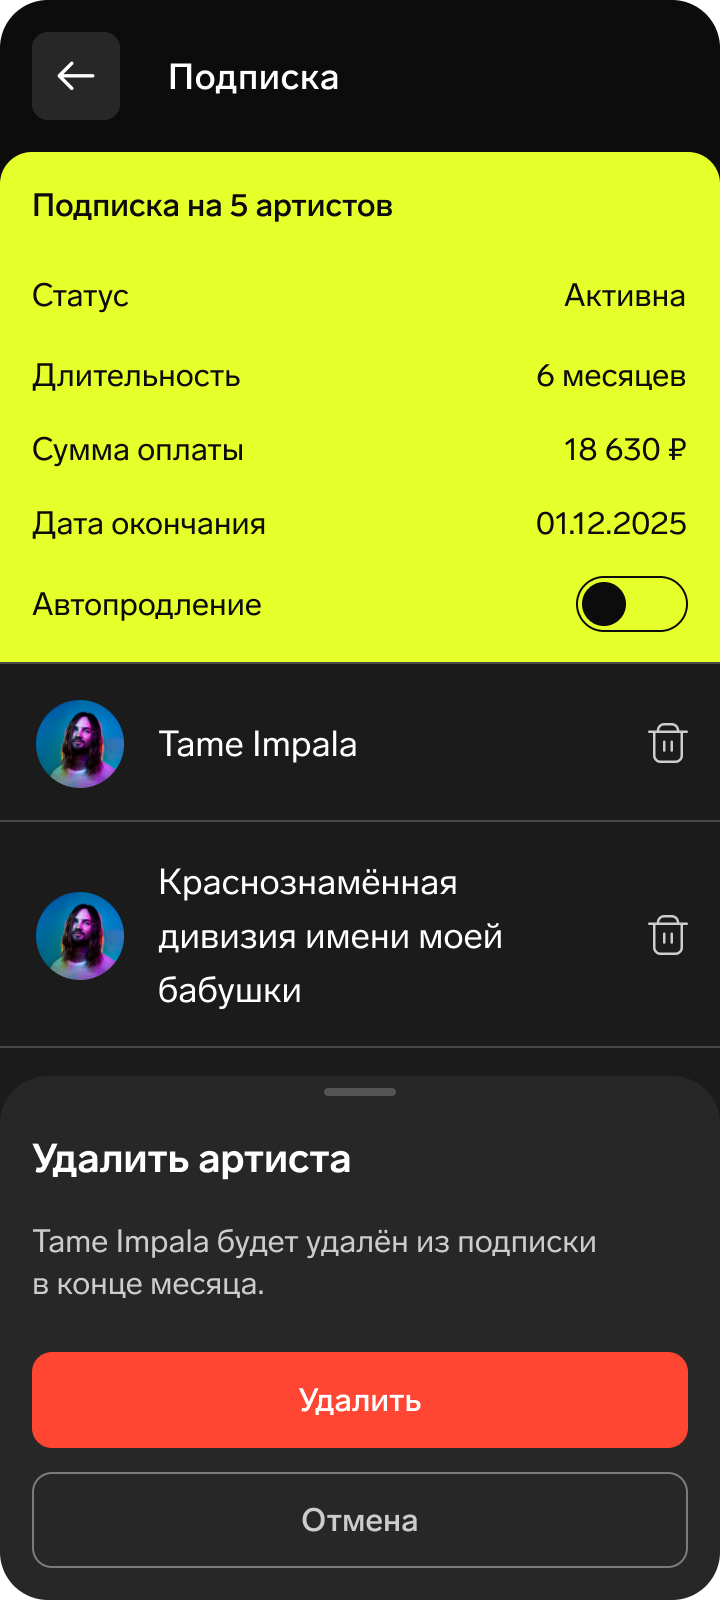 Подписка
Подписка на 5 артистов
Статус Активна
Длительность 6 месяцев
Сумма оплаты 18 630 ₽
Дата окончания 01.12.2025
Автопродление
Tame Impala
Краснознамённая
дивизия имени моей
бабушки
Удалить артиста
Tame Impala будет удалён из подписки
в конце месяца.
Удалить
Отмена